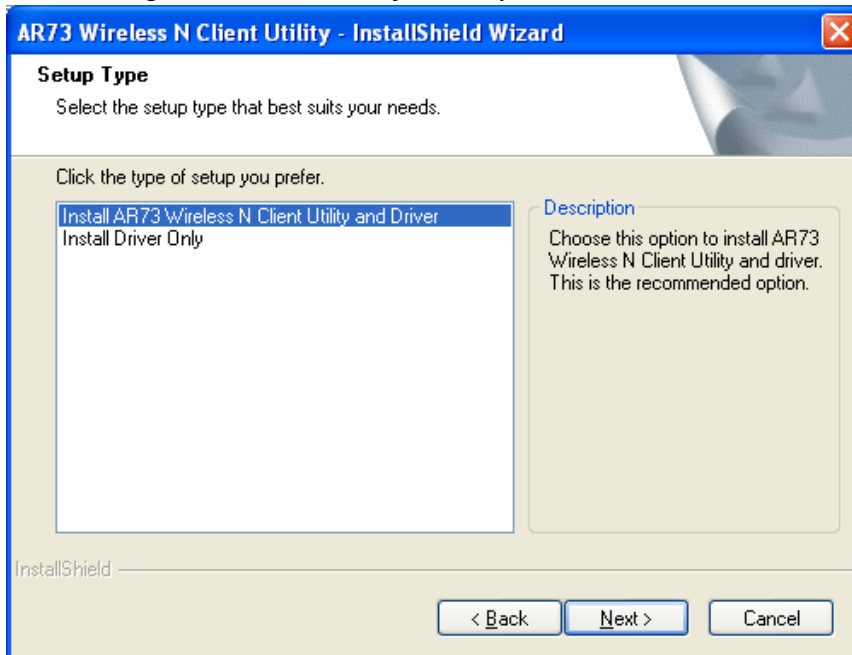 AR73 Wireless N Client Utility - InstallShield Wizard
Setup Type
Select the setup type that best suits your needs.
Click the type of setup you prefer.
Install AR73 Wireless N Client Utility and Driver
Install Driver Only
Description
Choose this option to install AR73
Wireless N Client Utility and driver.
This is the recommended option.
InstallShield
< Back
Next >
Cancel